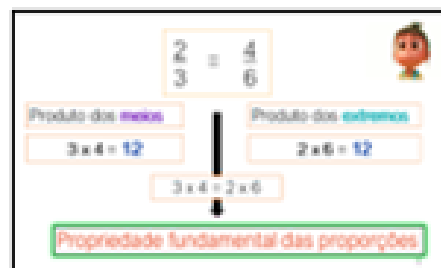 2 = 4
3 6
Produto dos meios
Produto dos extremos
3 x 4 = 12
2 x 6 = 12
3 x 4 = 2 x 6
Propriedade fundamental das proporções